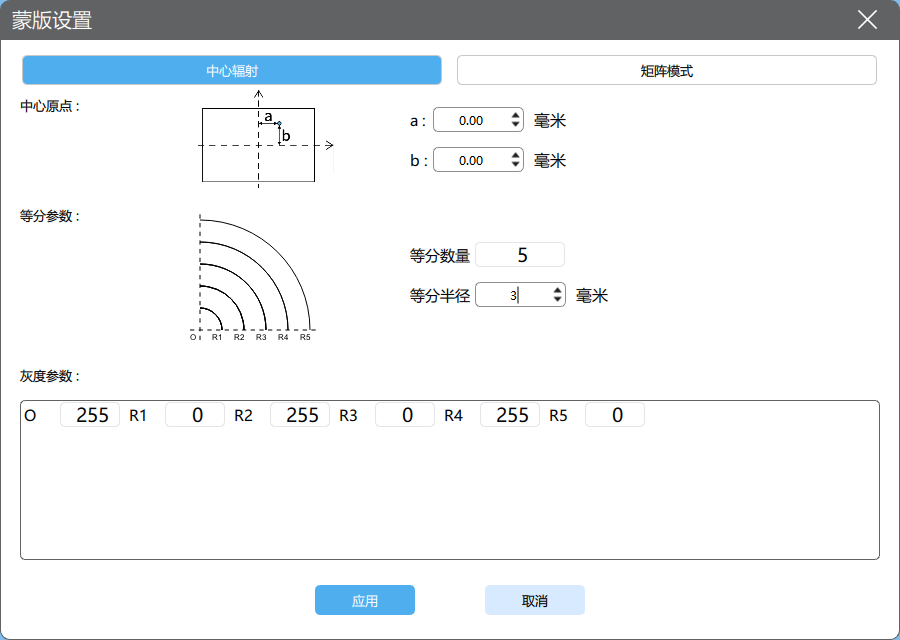 蒙版设置
中心辐射 矩阵模式
中心原点：
a
b
a : 0.00 毫米
b : 0.00 毫米
等分参数：
O R1 R2 R3 R4 R5
等分数量 5
等分半径 3 毫米
灰度参数：
O 255 R1 0 R2 255 R3 0 R4 255 R5 0
应用 取消